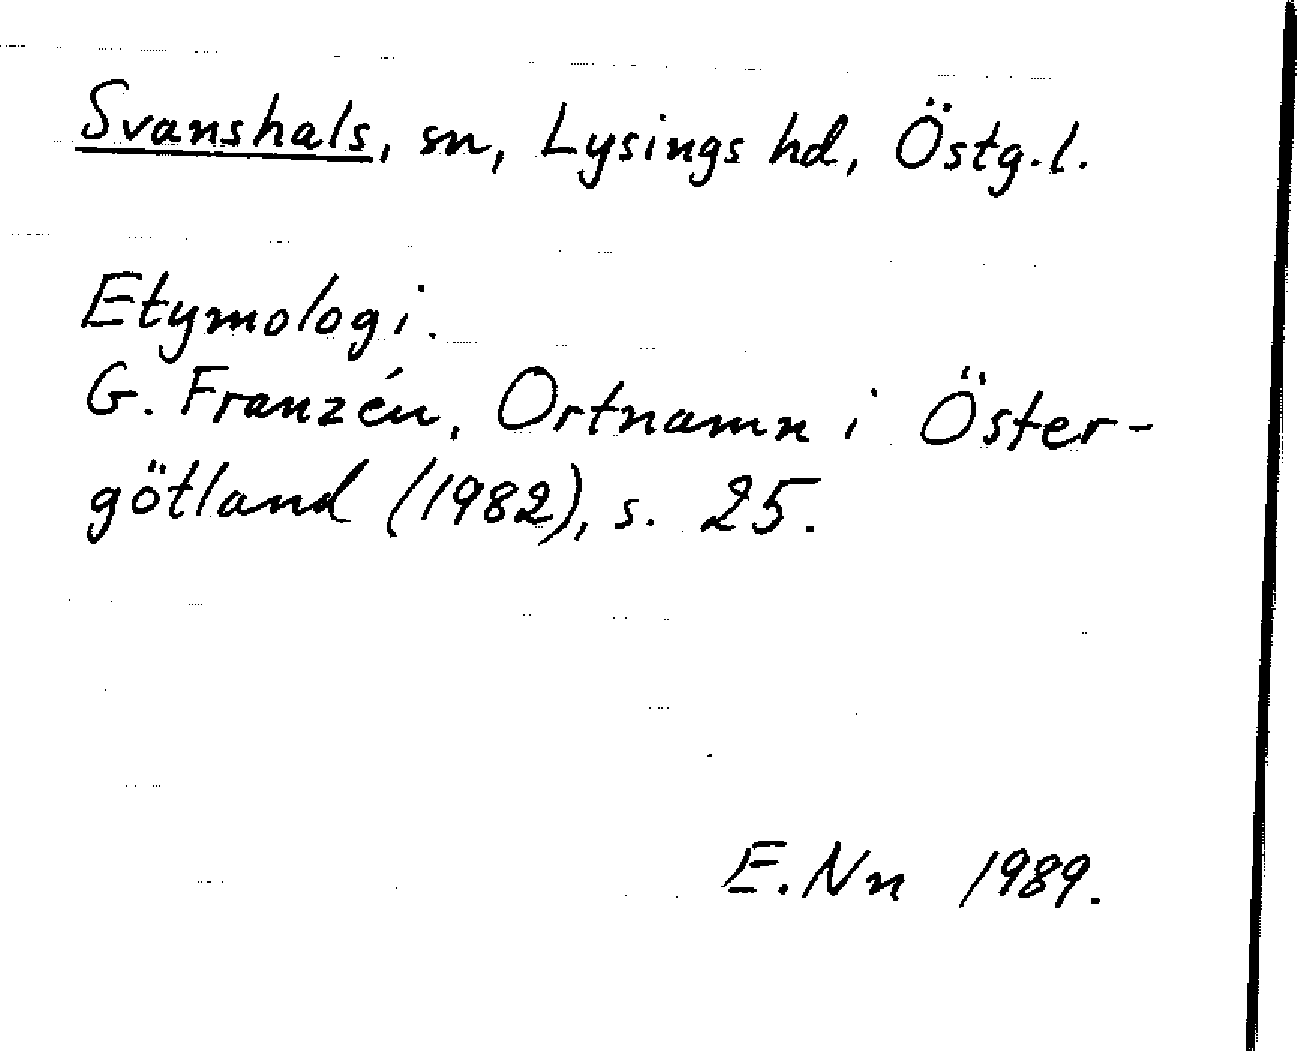 Svanshals, sn, Lysings hd, Östg.l.
Etymologi.
G. Franzén, Ortnamn i Öster-
götland (1982), s. 25.
E. Nn 1989.